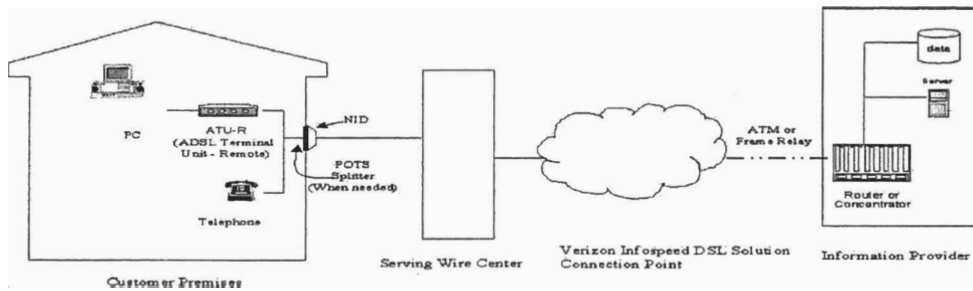 PC
ATU-R
(ADSL Terminal
Unit - Remote)
Telephone
NID
POTS
Splitter
(When needed)
Customer Premises
Serving Wire Center
Verizon Infospeed DSL Solution
Connection Point
ATM or
Frame Relay
data
Server
Router or
Concentrator
Information Provider